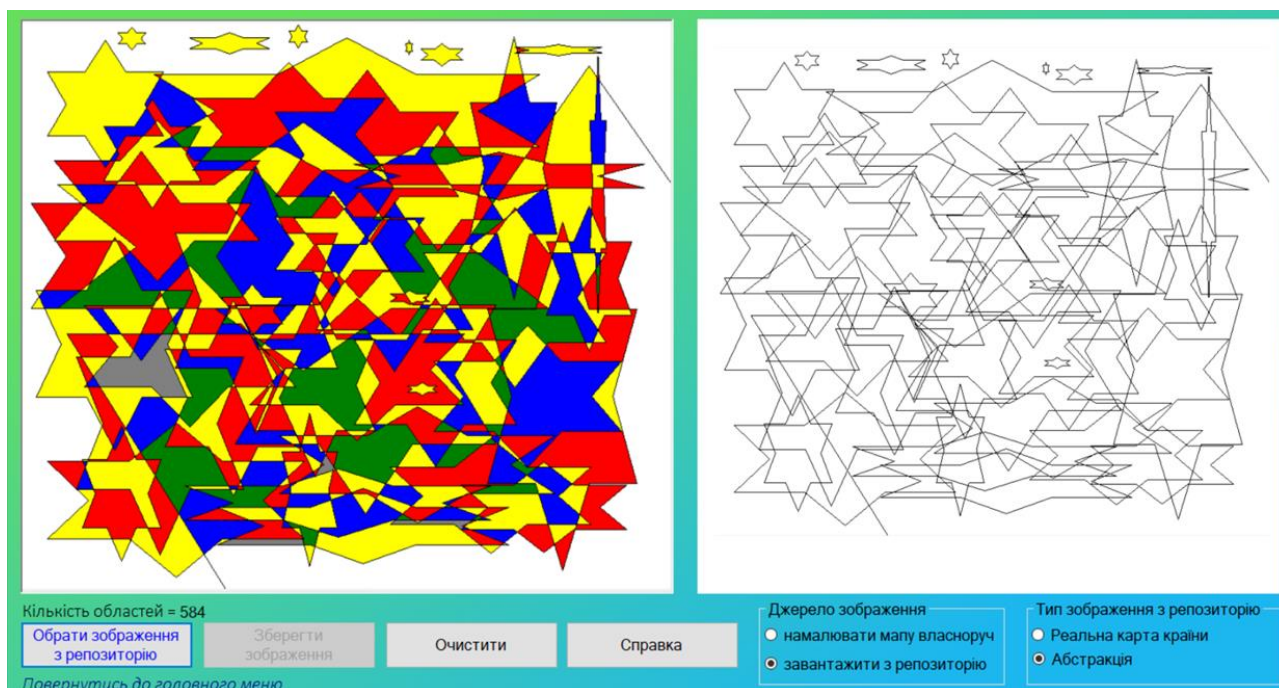 Кількість областей = 584
Обрати зображення
з репозиторію
Зберегти
зображення
Очистити
Справка
Повернутись до головного меню
Джерело зображення
намалювати мапу власноруч
завантажити з репозиторію
Тип зображення з репозиторію
Реальна карта країни
Абстракція